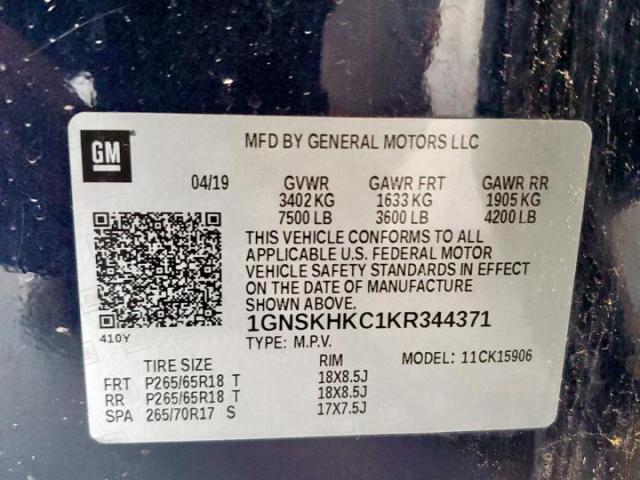 GM
MFD BY GENERAL MOTORS LLC
04/19 GVWR GAWR FRT GAWR RR
3402 KG 1633 KG 1905 KG
7500 LB 3600 LB 4200 LB
THIS VEHICLE CONFORMS TO ALL
APPLICABLE U.S. FEDERAL MOTOR
VEHICLE SAFETY STANDARDS IN EFFECT
ON THE DATE OF MANUFACTURE
SHOWN ABOVE.
1GNSKHKC1KR344371
410Y TYPE: M.P.V.
TIRE SIZE RIM MODEL: 11CK15906
FRT P265/65R18 T 18X8.5J
RR P265/65R18 T 18X8.5J
SPA 265/70R17 S 17X7.5J